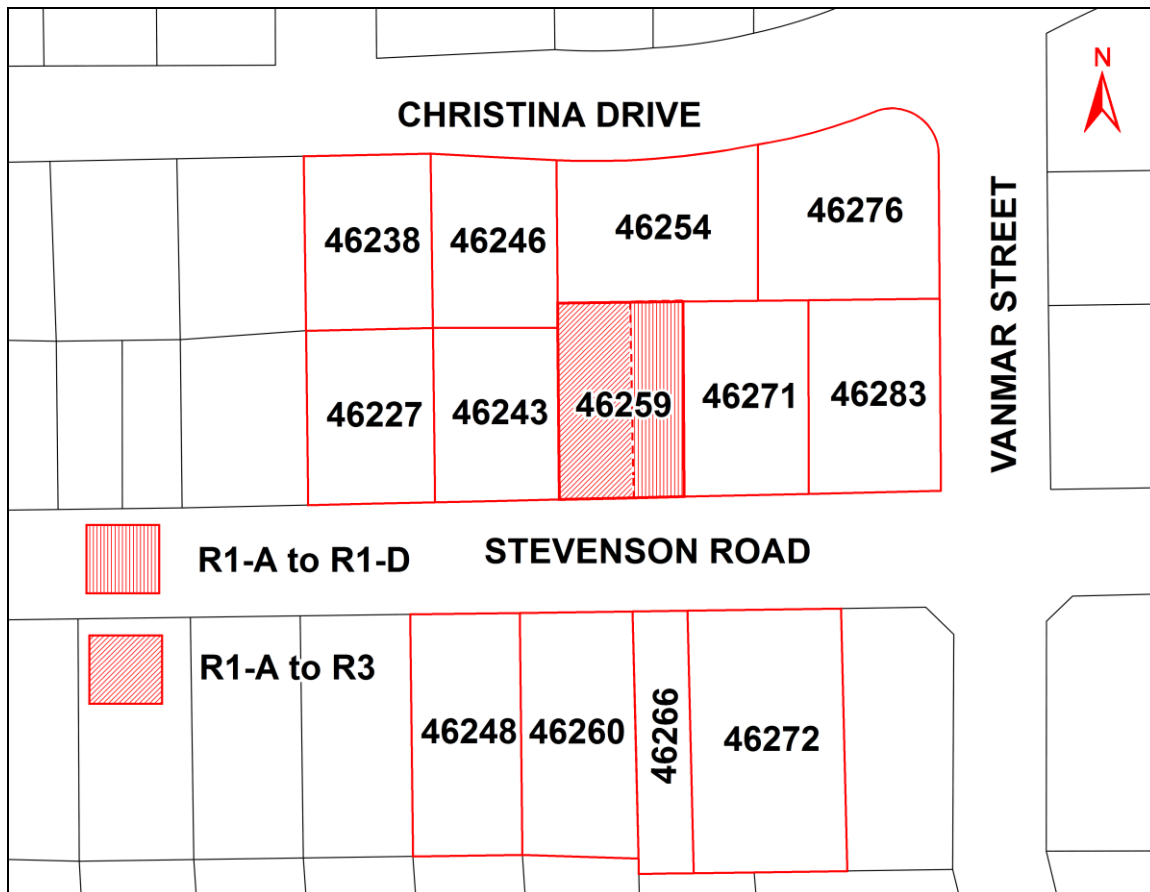 N
CHRISTINA DRIVE
46238
46246
46254
46276
VANMAR STREET
46227
46243
46259
46271
46283
R1-A to R1-D
STEVENSON ROAD
R1-A to R3
46248
46260
46266
46272